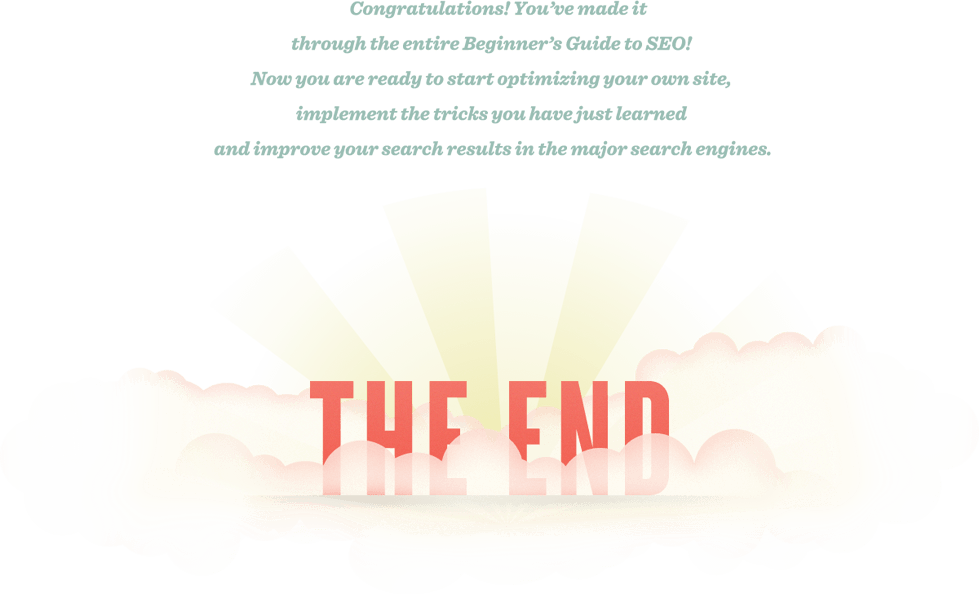 Congratulations! You’ve made it
through the entire Beginner’s Guide to SEO!
Now you are ready to start optimizing your own site,
implement the tricks you have just learned
and improve your search results in the major search engines.
THE END